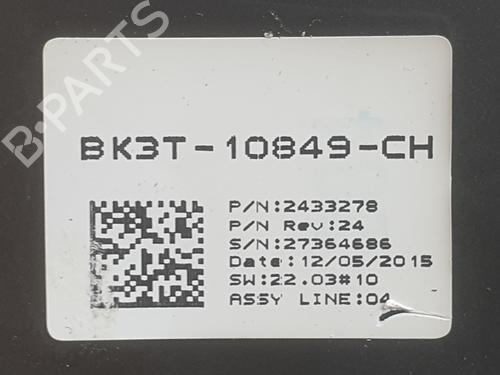 B-PARTS
BK3T-10849-CH
P/N:2433278
P/N Rev:24
S/N:27364686
Date:12/05/2015
SW:22.03#10
ASSY LINE:04